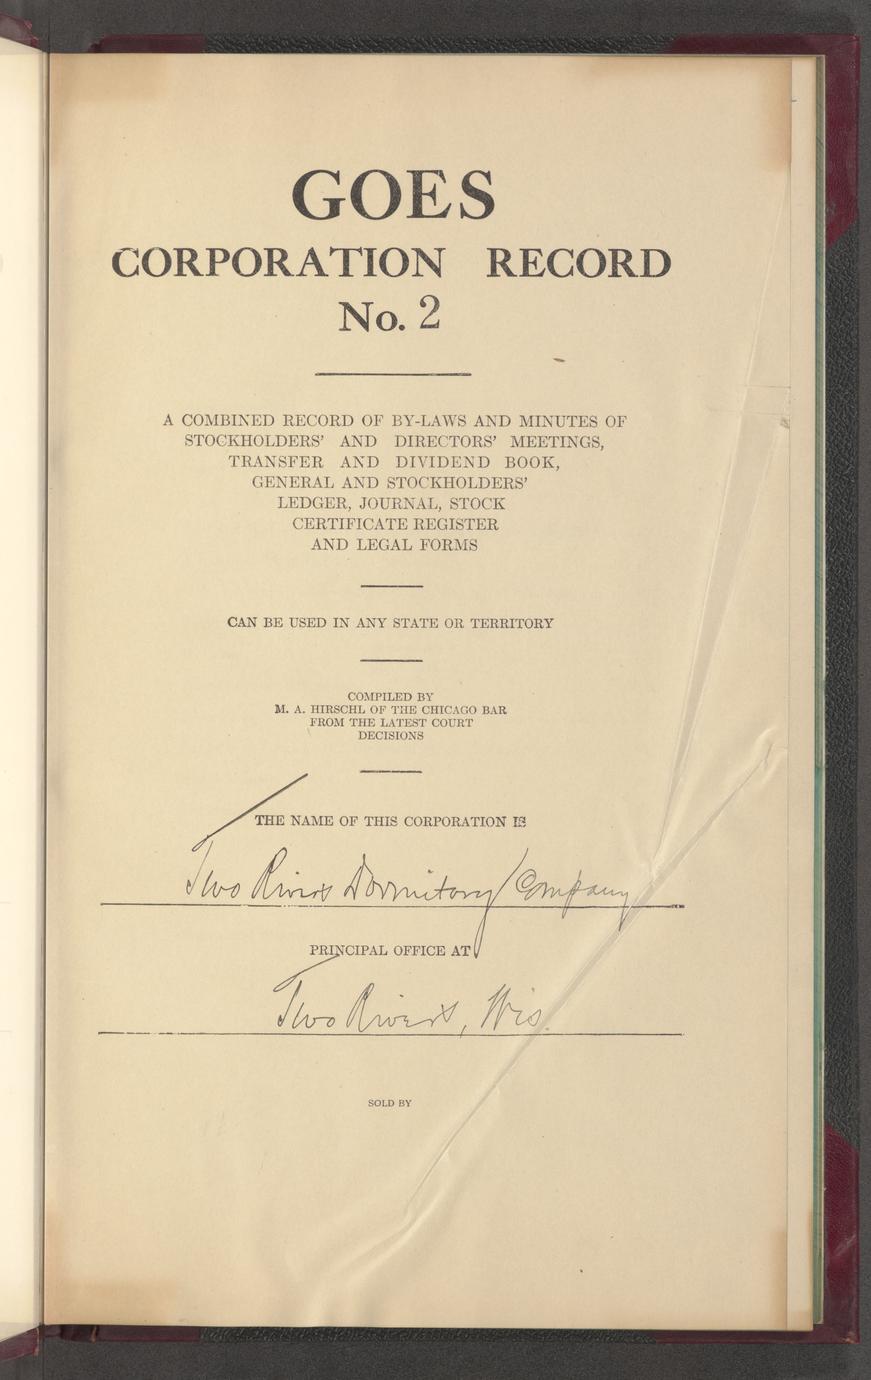 GOES
CORPORATION RECORD
No. 2
A COMBINED RECORD OF BY-LAWS AND MINUTES OF
STOCKHOLDERS' AND DIRECTORS' MEETINGS,
TRANSFER AND DIVIDEND BOOK,
GENERAL AND STOCKHOLDERS'
LEDGER, JOURNAL, STOCK
CERTIFICATE REGISTER
AND LEGAL FORMS
CAN BE USED IN ANY STATE OR TERRITORY
COMPILED BY
M. A. HIRSCHL OF THE CHICAGO BAR
FROM THE LATEST COURT
DECISIONS
THE NAME OF THIS CORPORATION IS
Two Rivers Dormitory Company
PRINCIPAL OFFICE AT
Two Rivers, Wis.
SOLD BY